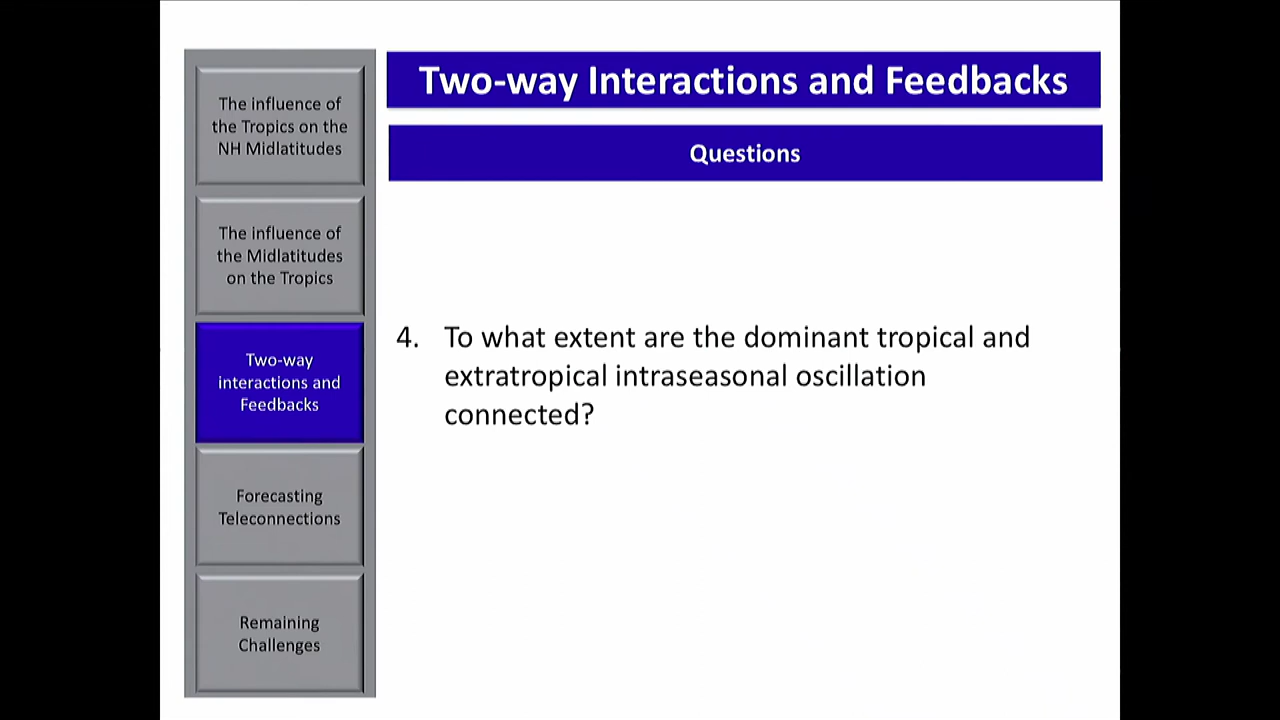 Two-way Interactions and Feedbacks
Questions
The influence of
the Tropics on the
NH Midlatitudes
The influence of
the Midlatitudes
on the Tropics
Two-way
interactions and
Feedbacks
Forecasting
Teleconnections
Remaining
Challenges
4. To what extent are the dominant tropical and
extratropical intraseasonal oscillation
connected?